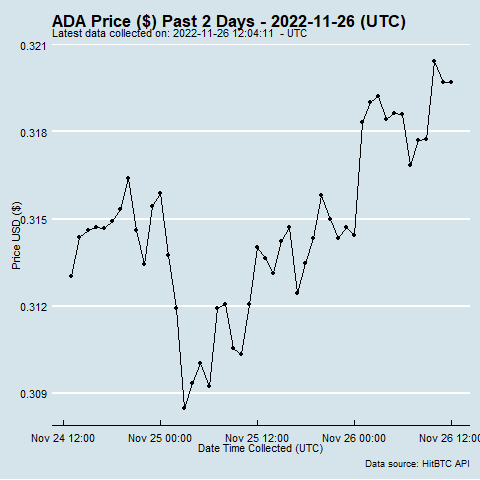 ADA Price ($) Past 2 Days - 2022-11-26 (UTC)
Latest data collected on: 2022-11-26 12:04:11  - UTC
0.321
0.318
0.315
0.312
0.309
Price USD ($)
Nov 24 12:00
Nov 25 00:00
Nov 25 12:00
Nov 26 00:00
Nov 26 12:00
Date Time Collected (UTC)
Data source: HitBTC API